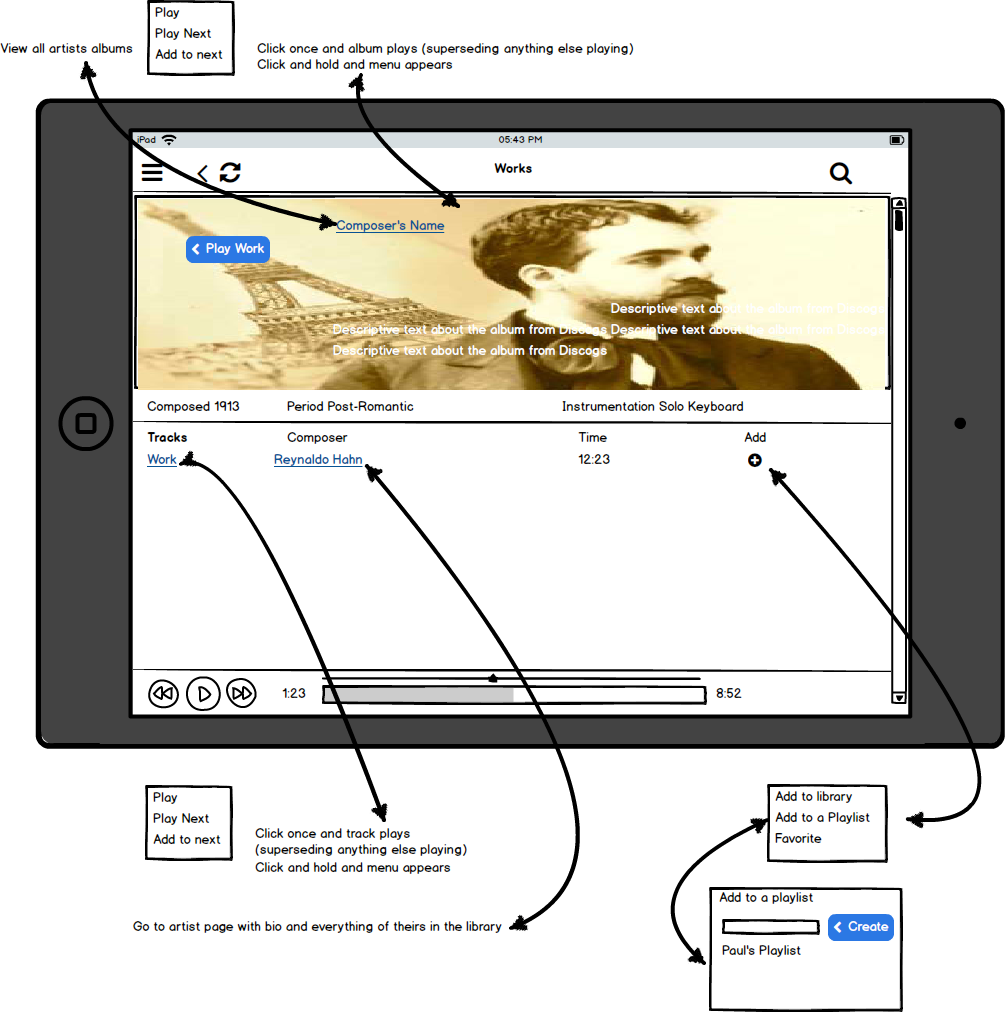 Play
Play Next
Add to next
View all artists albums
Click once and album plays (superseding anything else playing)
Click and hold and menu appears
iPad
05:43 PM
Works
Composer's Name
Play Work
Descriptive text about the album from Discogs
Descriptive text about the album from Discogs Descriptive text about the album from Discogs
Descriptive text about the album from Discogs
Composed 1913 Period Post-Romantic Instrumentation Solo Keyboard
Tracks Composer Time Add
Work Reynaldo Hahn 12:23
1:23 8:52
Play
Play Next
Add to next
Click once and track plays
(superseding anything else playing)
Click and hold and menu appears
Add to library
Add to a Playlist
Favorite
Go to artist page with bio and everything of theirs in the library
Add to a playlist
Create
Paul's Playlist